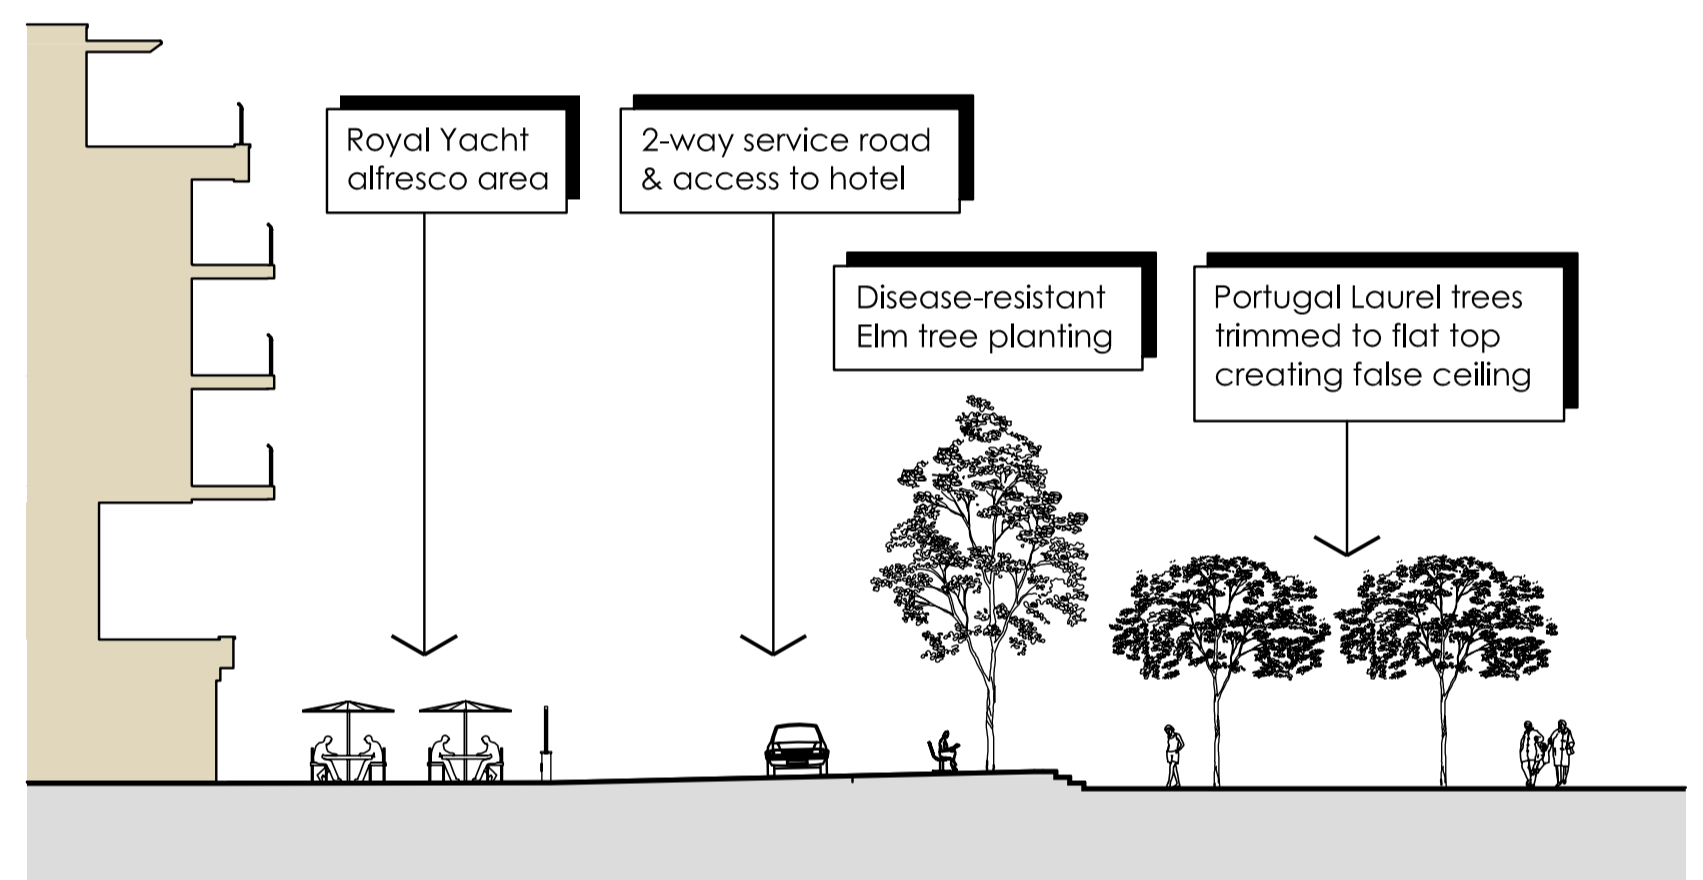 Royal Yacht
alfresco area
2-way service road
& access to hotel
Disease-resistant
Elm tree planting
Portugal Laurel trees
trimmed to flat top
creating false ceiling